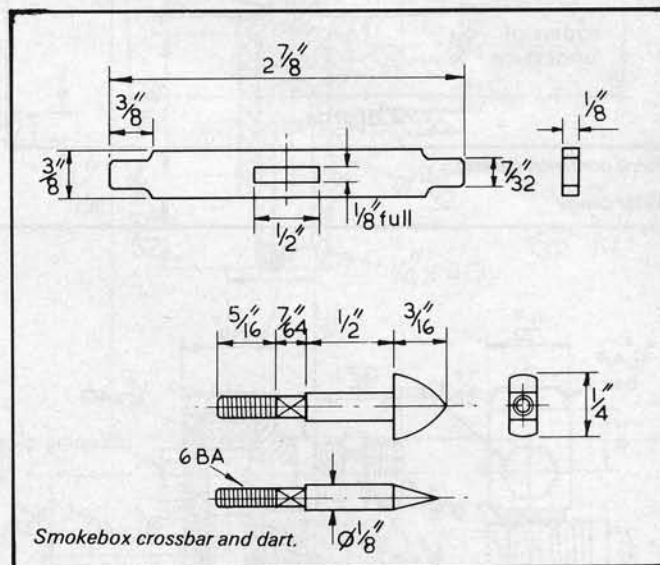 2 7/8"
3/8"
1/8"
3/8"
7/32"
1/8" full
1/2"
5/16"
7/64"
1/2"
3/16"
1/4"
6 BA
Ø 1/8"
Smokebox crossbar and dart.